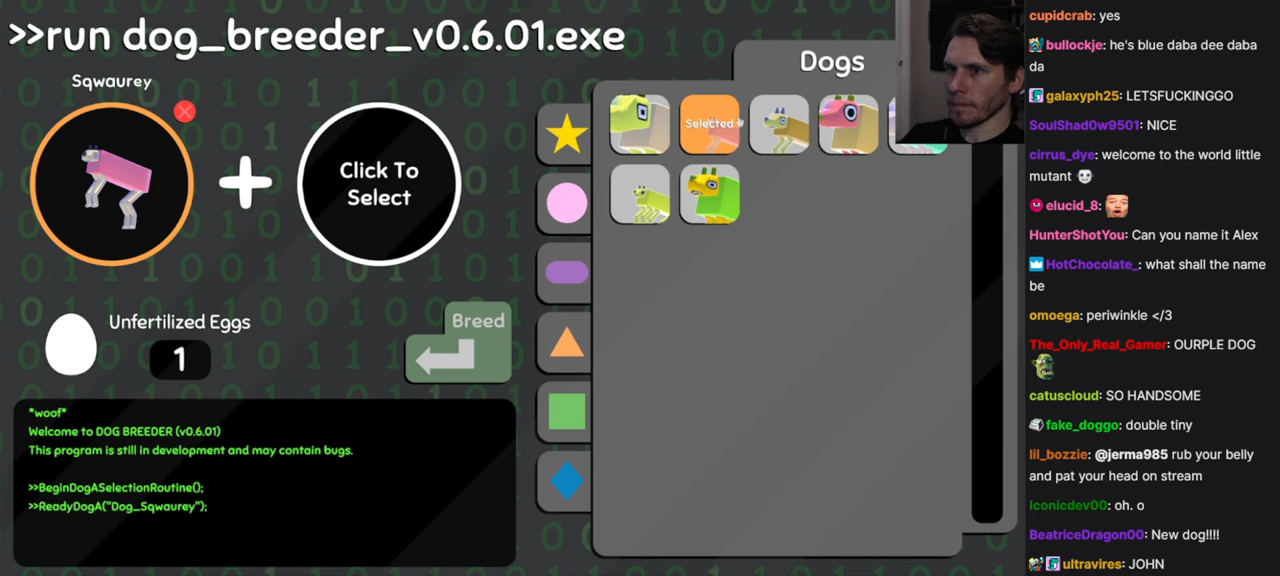 >>run dog_breeder_v0.6.01.exe
Sqwaurey
Click To
Select
Unfertilized Eggs
1
Breed
*woof*
Welcome to DOG BREEDER (v0.6.01)
This program is still in development and may contain bugs.
>>BeginDogASelectionRoutine();
>>ReadyDogA("Dog_Sqwaurey");
Dogs
Selected
cupidcrab: yes
bullockje: he's blue daba dee daba
da
galaxyph25: LETSFUCKINGGO
SoulShad0w9501: NICE
cirrus_dye: welcome to the world little
mutant
elucid_8:
HunterShotYou: Can you name it Alex
HotChocolate_: what shall the name
be
omoega: periwinkle </3
The_Only_Real_Gamer: OURPLE DOG
catuscloud: SO HANDSOME
fake_doggo: double tiny
lil_bozzie: @jerma985 rub your belly
and pat your head on stream
Iconicdev00: oh. o
BeatriceDragon00: New dog!!!!
ultravires: JOHN